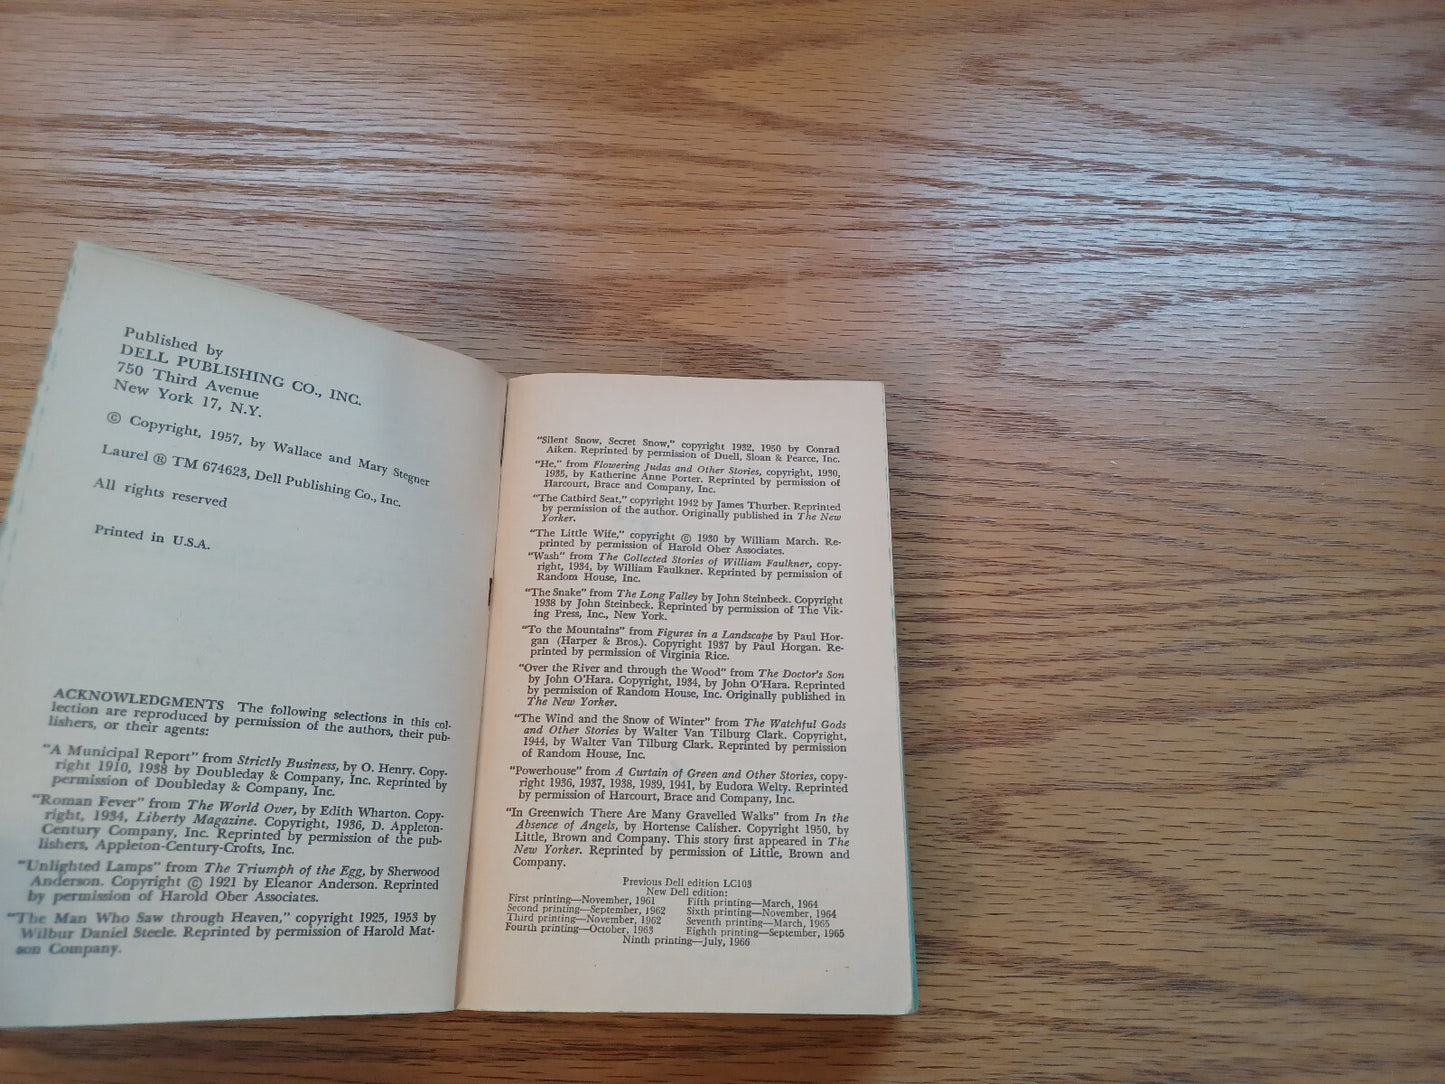 Published by
DELL PUBLISHING CO., INC.
750 Third Avenue
New York 17, N.Y.
© Copyright, 1957, by Wallace and Mary Stegner
Laurel ® TM 674623, Dell Publishing Co., Inc.
All rights reserved
Printed in U.S.A.
ACKNOWLEDGMENTS The following selections in this col-
lection are reproduced by permission of the authors, their pub-
lishers, or their agents:
"A Municipal Report" from Strictly Business, by O. Henry. Copy-
right 1910, 1938 by Doubleday & Company, Inc. Reprinted by
permission of Doubleday & Company, Inc.
"Roman Fever" from The World Over, by Edith Wharton. Copy-
right, 1934, Liberty Magazine. Copyright, 1936, D. Appleton-
Century Company, Inc. Reprinted by permission of the pub-
lishers, Appleton-Century-Crofts, Inc.
"Unlighted Lamps" from The Triumph of the Egg, by Sherwood
Anderson. Copyright © 1921 by Eleanor Anderson. Reprinted
by permission of Harold Ober Associates.
"The Man Who Saw through Heaven," copyright 1925, 1953 by
Wilbur Daniel Steele. Reprinted by permission of Harold Mat-
son Company.
"Silent Snow, Secret Snow," copyright 1932, 1950 by Conrad
Aiken. Reprinted by permission of Duell, Sloan & Pearce, Inc.
"He," from Flowering Judas and Other Stories, copyright, 1930,
1935, by Katherine Anne Porter. Reprinted by permission of
Harcourt, Brace and Company, Inc.
"The Catbird Seat," copyright 1942 by James Thurber. Reprinted
by permission of the author. Originally published in The New
Yorker.
"The Little Wife," copyright © 1930 by William March. Re-
printed by permission of Harold Ober Associates.
"Wash" from The Collected Stories of William Faulkner, copy-
right, 1934, by William Faulkner. Reprinted by permission of
Random House, Inc.
"The Snake" from The Long Valley by John Steinbeck. Copyright
1938 by John Steinbeck. Reprinted by permission of The Vik-
ing Press, Inc., New York.
"To the Mountains" from Figures in a Landscape by Paul Hor-
gan (Harper & Bros.). Copyright 1937 by Paul Horgan. Re-
printed by permission of Virginia Rice.
"Over the River and through the Wood" from The Doctor's Son
by John O'Hara. Copyright, 1934, by John O'Hara. Reprinted
by permission of Random House, Inc. Originally published in
The New Yorker.
"The Wind and the Snow of Winter" from The Watchful Gods
and Other Stories by Walter Van Tilburg Clark. Copyright,
1944, by Walter Van Tilburg Clark. Reprinted by permission
of Random House, Inc.
"Powerhouse" from A Curtain of Green and Other Stories, copy-
right 1936, 1937, 1938, 1939, 1941, by Eudora Welty. Reprinted
by permission of Harcourt, Brace and Company, Inc.
"In Greenwich There Are Many Gravelled Walks" from In the
Absence of Angels, by Hortense Calisher. Copyright 1950, by
Little, Brown and Company. This story first appeared in The
New Yorker. Reprinted by permission of Little, Brown and
Company.
Previous Dell edition LC103
New Dell edition:
First printing—November, 1961 Fifth printing—March, 1964
Second printing—September, 1962 Sixth printing—November, 1964
Third printing—November, 1962 Seventh printing—March, 1965
Fourth printing—October, 1963 Eighth printing—September, 1965
Ninth printing—July, 1966